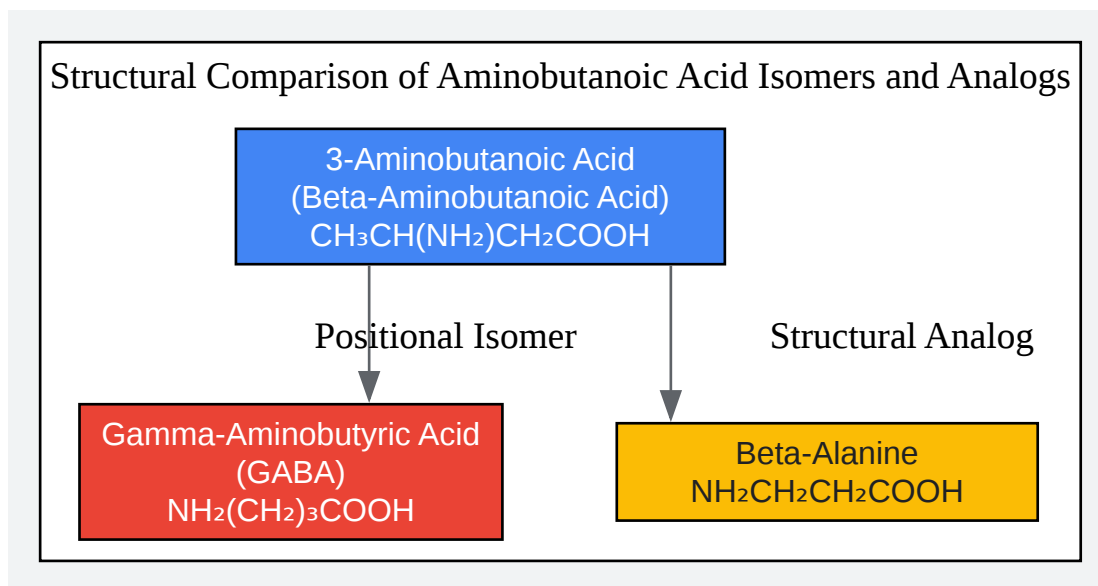 Structural Comparison of Aminobutanoic Acid Isomers and Analogs
3-Aminobutanoic Acid
(Beta-Aminobutanoic Acid)
CH₃CH(NH₂)CH₂COOH
Positional Isomer
Structural Analog
Gamma-Aminobutyric Acid
(GABA)
NH₂(CH₂)₃COOH
Beta-Alanine
NH₂CH₂CH₂COOH